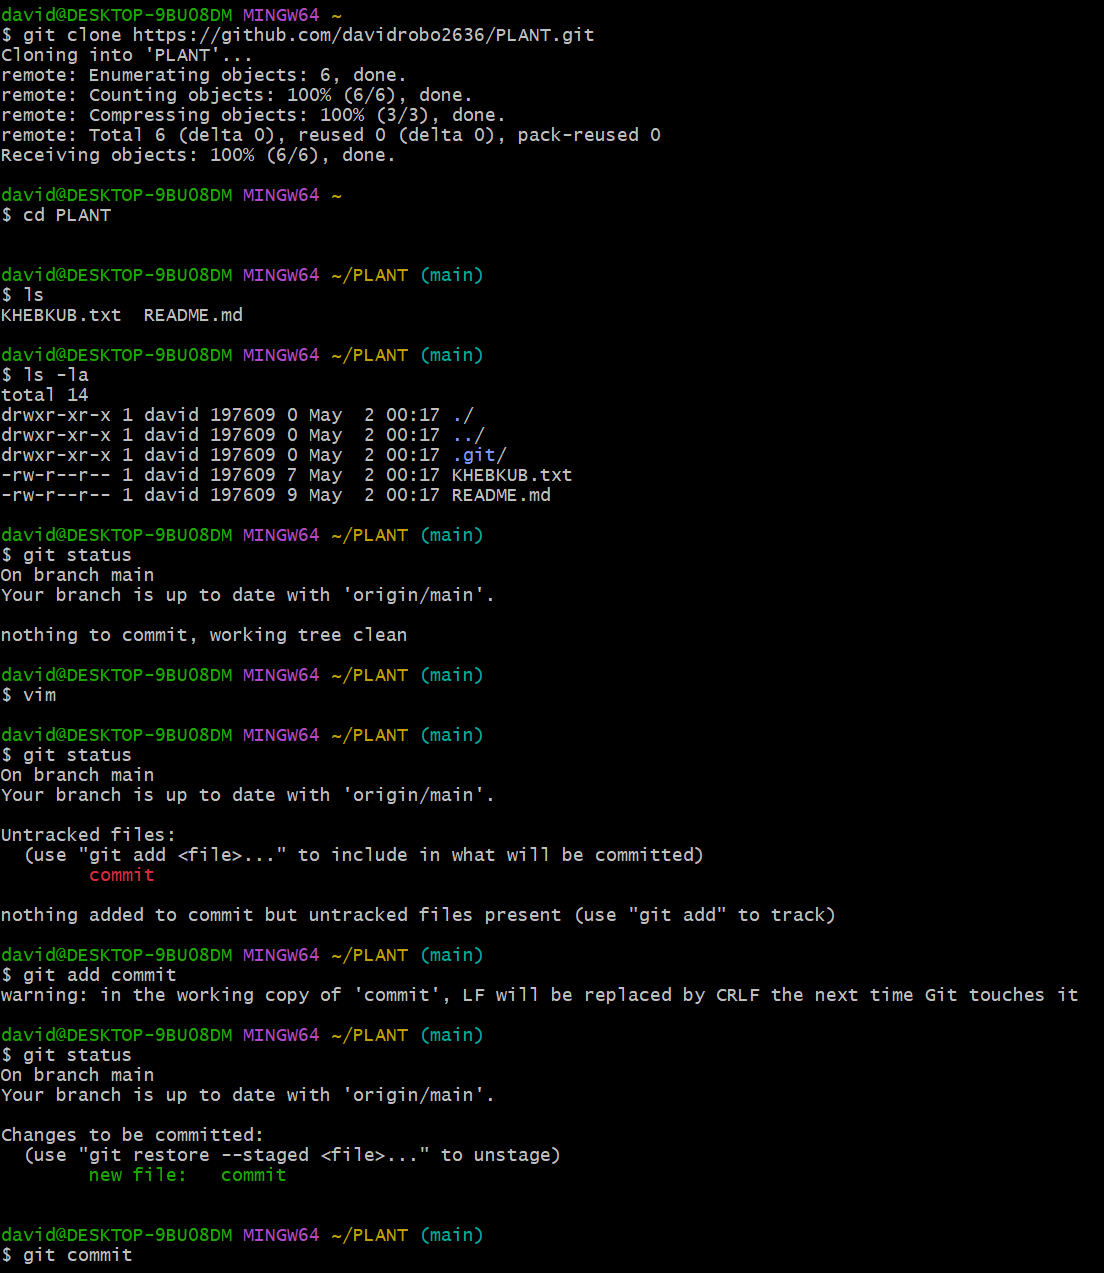 david@DESKTOP-9BUO8DM MINGW64 ~
$ git clone https://github.com/davidrobo2636/PLANT.git
Cloning into 'PLANT'...
remote: Enumerating objects: 6, done.
remote: Counting objects: 100% (6/6), done.
remote: Compressing objects: 100% (3/3), done.
remote: Total 6 (delta 0), reused 0 (delta 0), pack-reused 0
Receiving objects: 100% (6/6), done.

david@DESKTOP-9BUO8DM MINGW64 ~
$ cd PLANT

david@DESKTOP-9BUO8DM MINGW64 ~/PLANT (main)
$ ls
KHEBKUB.txt  README.md

david@DESKTOP-9BUO8DM MINGW64 ~/PLANT (main)
$ ls -la
total 14
drwxr-xr-x 1 david 197609 0 May  2 00:17 ./
drwxr-xr-x 1 david 197609 0 May  2 00:17 ../
drwxr-xr-x 1 david 197609 0 May  2 00:17 .git/
-rw-r--r-- 1 david 197609 7 May  2 00:17 KHEBKUB.txt
-rw-r--r-- 1 david 197609 9 May  2 00:17 README.md

david@DESKTOP-9BUO8DM MINGW64 ~/PLANT (main)
$ git status
On branch main
Your branch is up to date with 'origin/main'.

nothing to commit, working tree clean

david@DESKTOP-9BUO8DM MINGW64 ~/PLANT (main)
$ vim

david@DESKTOP-9BUO8DM MINGW64 ~/PLANT (main)
$ git status
On branch main
Your branch is up to date with 'origin/main'.

Untracked files:
  (use "git add <file>..." to include in what will be committed)
        commit

nothing added to commit but untracked files present (use "git add" to track)

david@DESKTOP-9BUO8DM MINGW64 ~/PLANT (main)
$ git add commit
warning: in the working copy of 'commit', LF will be replaced by CRLF the next time Git touches it

david@DESKTOP-9BUO8DM MINGW64 ~/PLANT (main)
$ git status
On branch main
Your branch is up to date with 'origin/main'.

Changes to be committed:
  (use "git restore --staged <file>..." to unstage)
        new file:   commit

david@DESKTOP-9BUO8DM MINGW64 ~/PLANT (main)
$ git commit